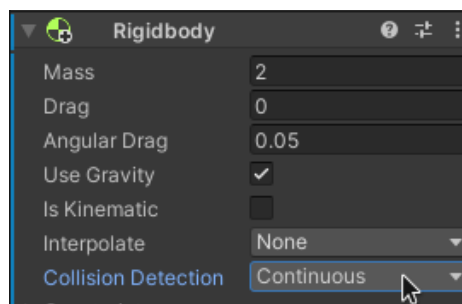 Rigidbody
Mass 2
Drag 0
Angular Drag 0.05
Use Gravity
Is Kinematic
Interpolate None
Collision Detection Continuous